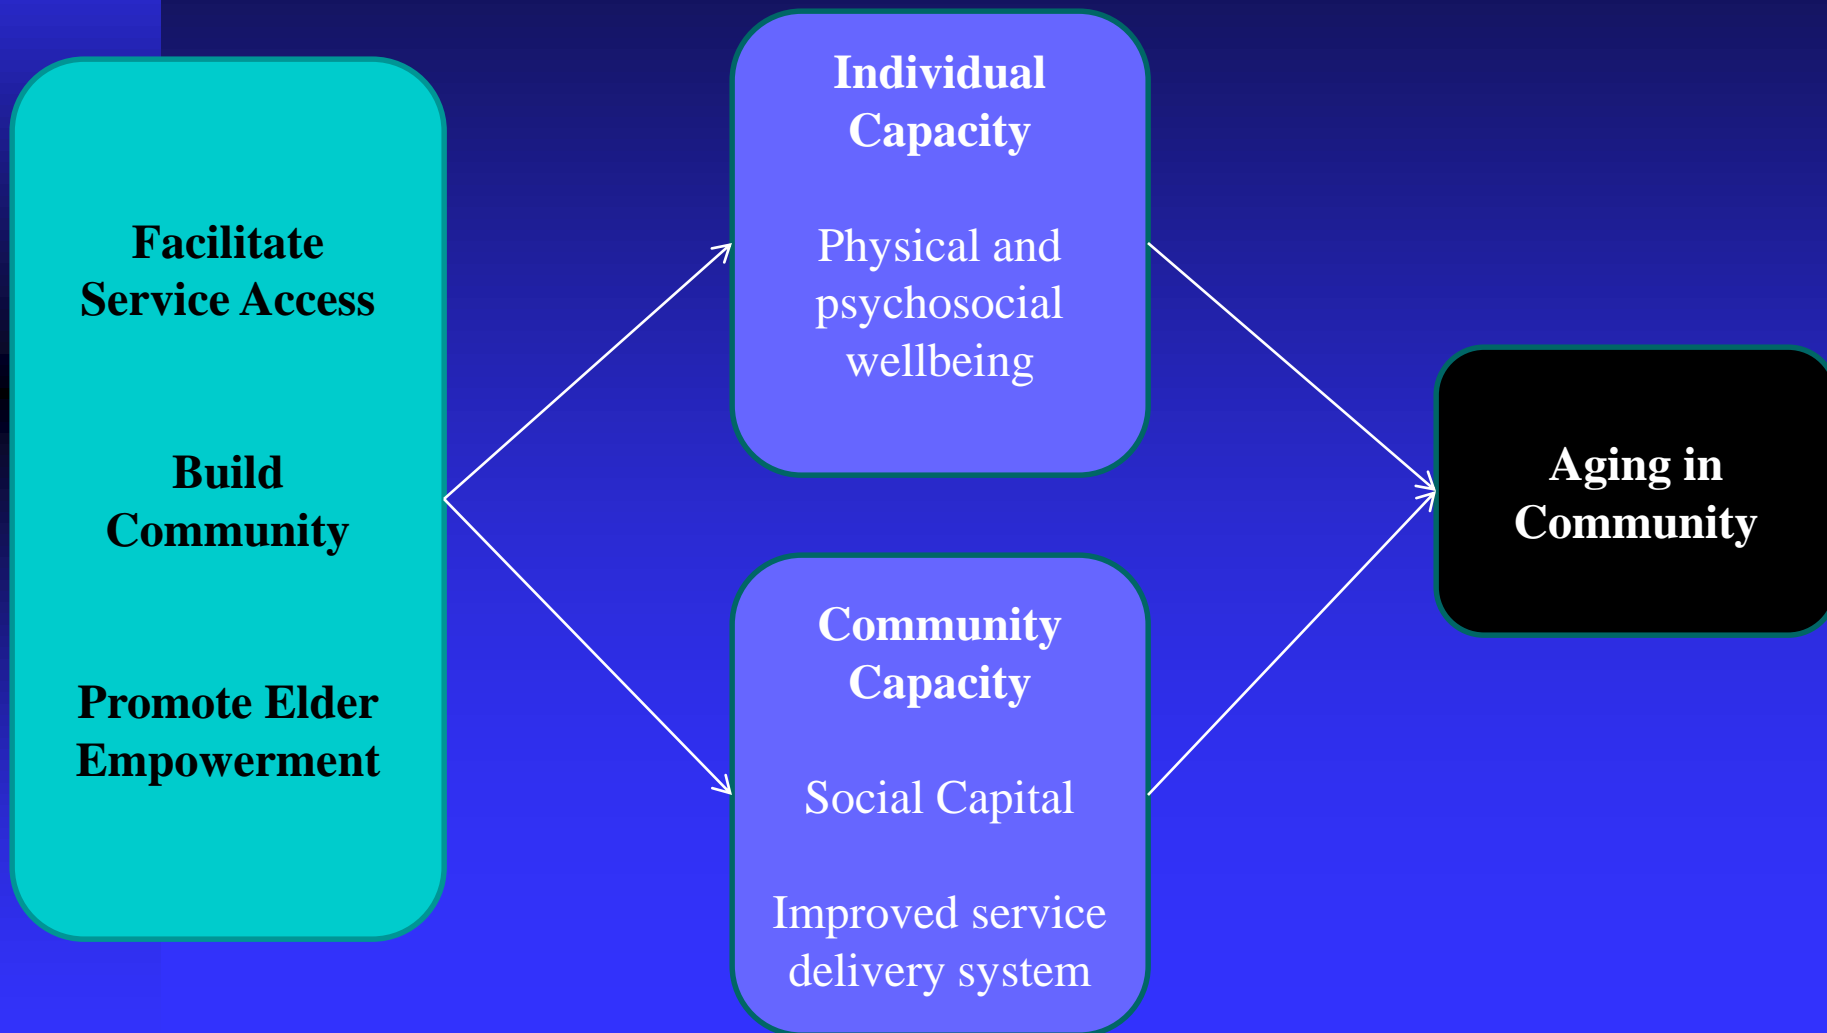 Facilitate
Service Access
Build
Community
Promote Elder
Empowerment
Individual
Capacity
Physical and
psychosocial
wellbeing
Community
Capacity
Social Capital
Improved service
delivery system
Aging in
Community